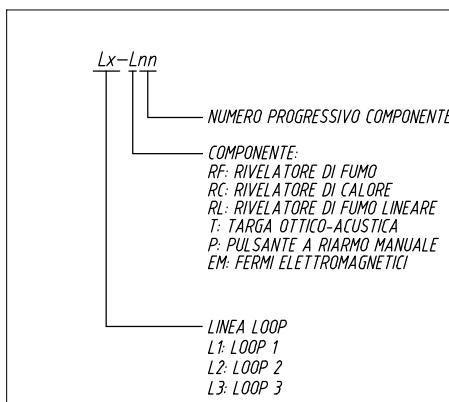 Lx-Lnn
NUMERO PROGRESSIVO COMPONENTE
COMPONENTE:
RF: RIVELATORE DI FUMO
RC: RIVELATORE DI CALORE
RL: RIVELATORE DI FUMO LINEARE
T: TARGA OTTICO-ACUSTICA
P: PULSANTE A RIARMO MANUALE
EM: FERMI ELETTROMAGNETICI
LINEA LOOP
L1: LOOP 1
L2: LOOP 2
L3: LOOP 3